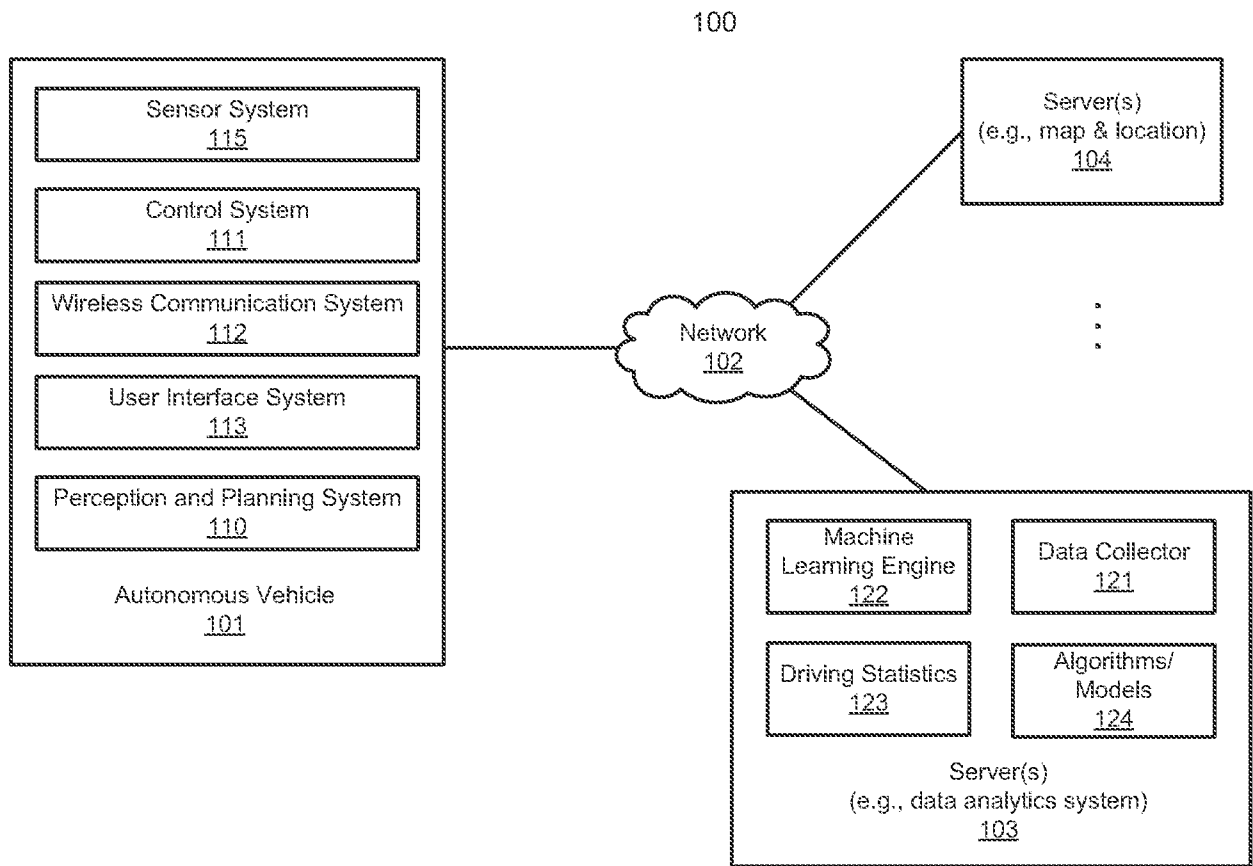 100
Sensor System
115
Control System
111
Wireless Communication System
112
User Interface System
113
Perception and Planning System
110
Autonomous Vehicle
101
Network
102
Server(s)
(e.g., map & location)
104
Machine
Learning Engine
122
Data Collector
121
Driving Statistics
123
Algorithms/
Models
124
Server(s)
(e.g., data analytics system)
103